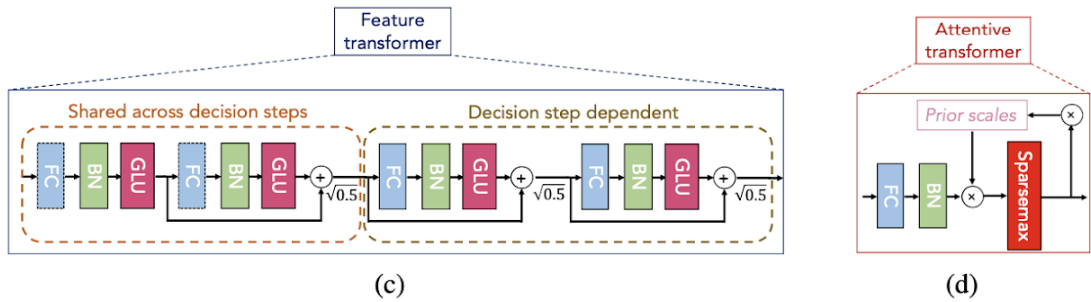 Feature
transformer
Shared across decision steps
Decision step dependent
FC
BN
GLU
FC
BN
GLU
+
√0.5
FC
BN
GLU
+
√0.5
FC
BN
GLU
+
√0.5
(c)
Attentive
transformer
Prior scales
×
FC
BN
×
Sparsemax
(d)